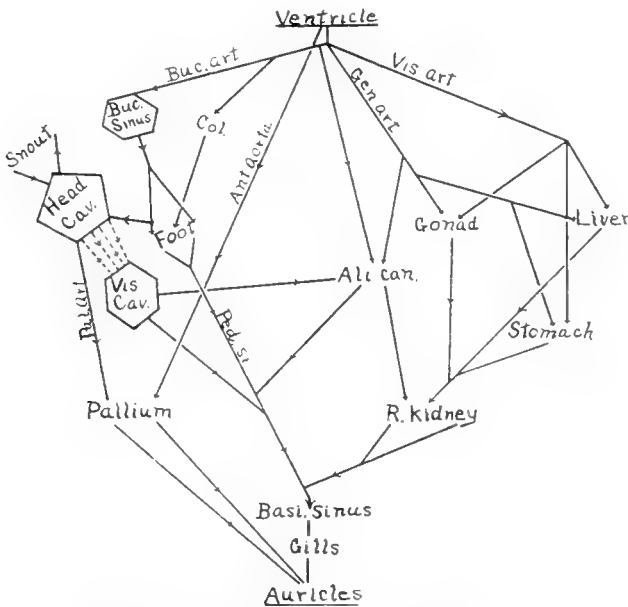 Ventricle
Buc. art
Vis art
Gen art
Buc.
Sinus
Col.
Ant aorta
Snout
Head
Cav.
Foot
Gonad
Liver
Vis
Cav.
Ali can.
Pal. art
Ped. si
Stomach
Pallium
R. kidney
Basi. Sinus
Gills
Auricles